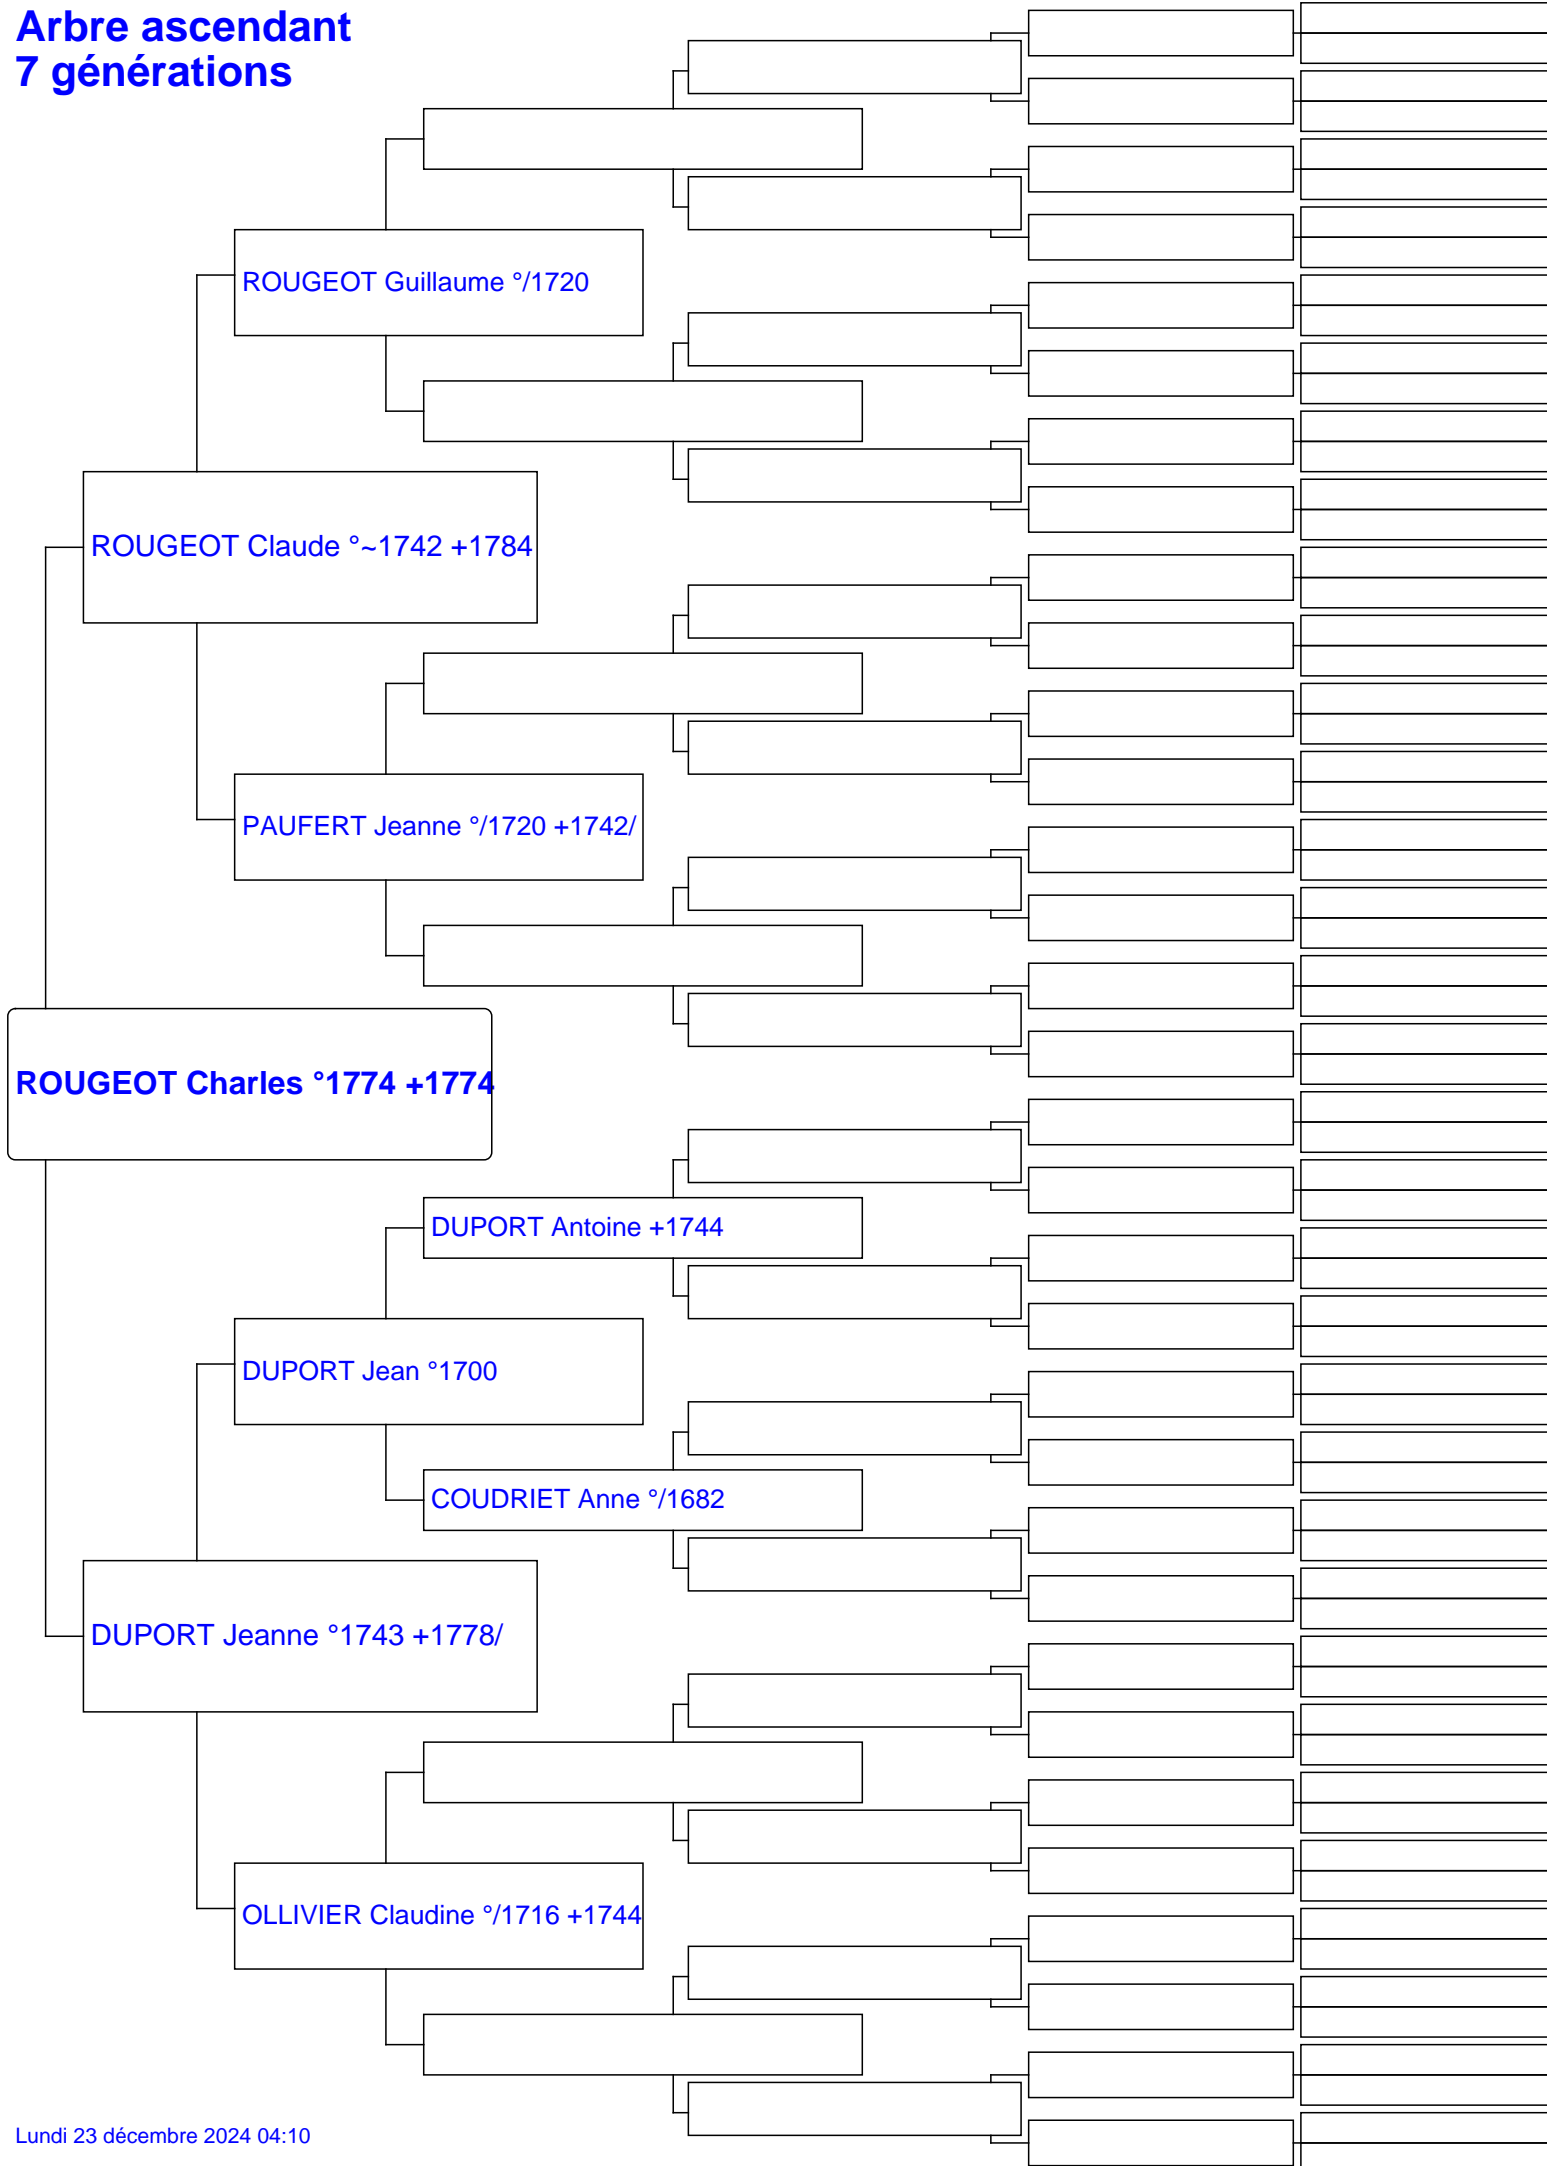 Arbre ascendant
7 générations
ROUGEOT Guillaume °/1720
ROUGEOT Claude °~1742 +1784
PAUFERT Jeanne °/1720 +1742/
ROUGEOT Charles °1774 +1774
DUPORT Antoine +1744
DUPORT Jean °1700
COUDRIET Anne °/1682
DUPORT Jeanne °1743 +1778/
OLLIVIER Claudine °/1716 +1744
Lundi 23 décembre 2024 04:10